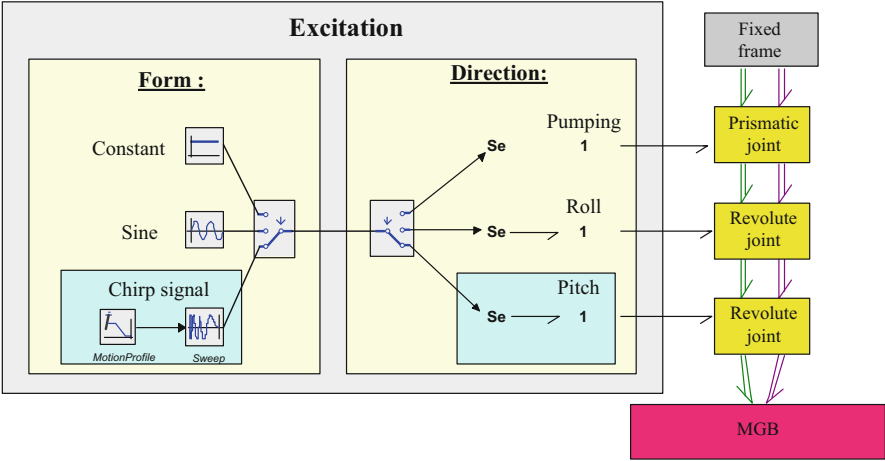 Excitation
Form :
Direction:
Constant
Sine
Chirp signal
MotionProfile
Sweep
Pumping
Se 1
Roll
Se 1
Pitch
Se 1
Fixed
frame
Prismatic
joint
Revolute
joint
Revolute
joint
MGB